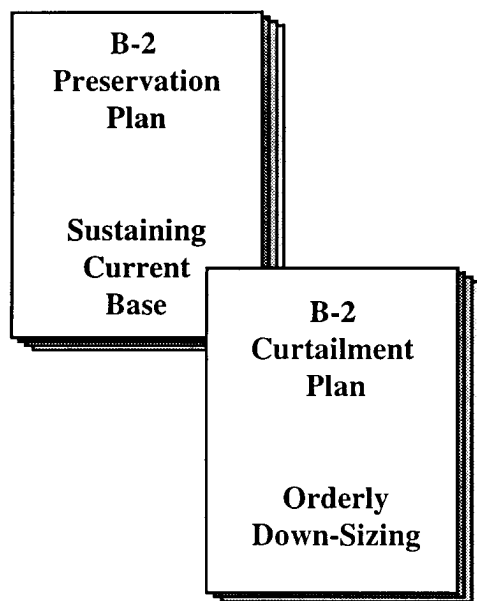 B-2
Preservation
Plan
Sustaining
Current
Base
B-2
Curtailment
Plan
Orderly
Down-Sizing